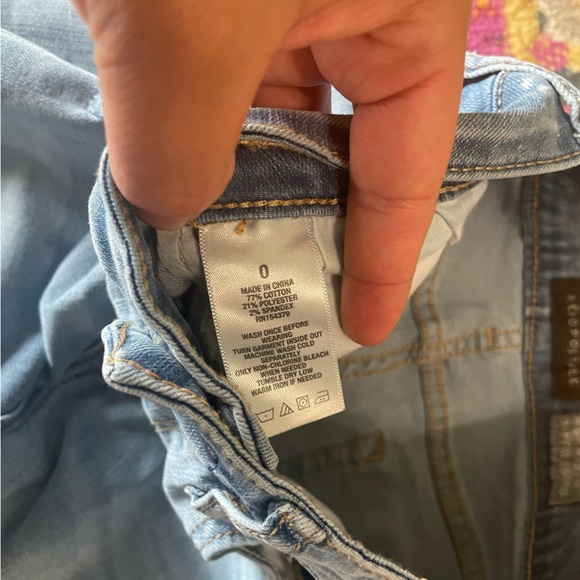 0
MADE IN CHINA
77% COTTON
21% POLYESTER
2% SPANDEX
RN154379
WASH ONCE BEFORE
WEARING
TURN GARMENT INSIDE OUT
MACHINE WASH COLD
SEPARATELY
ONLY NON-CHLORINE BLEACH
WHEN NEEDED
TUMBLE DRY LOW
WARM IRON IF NEEDED